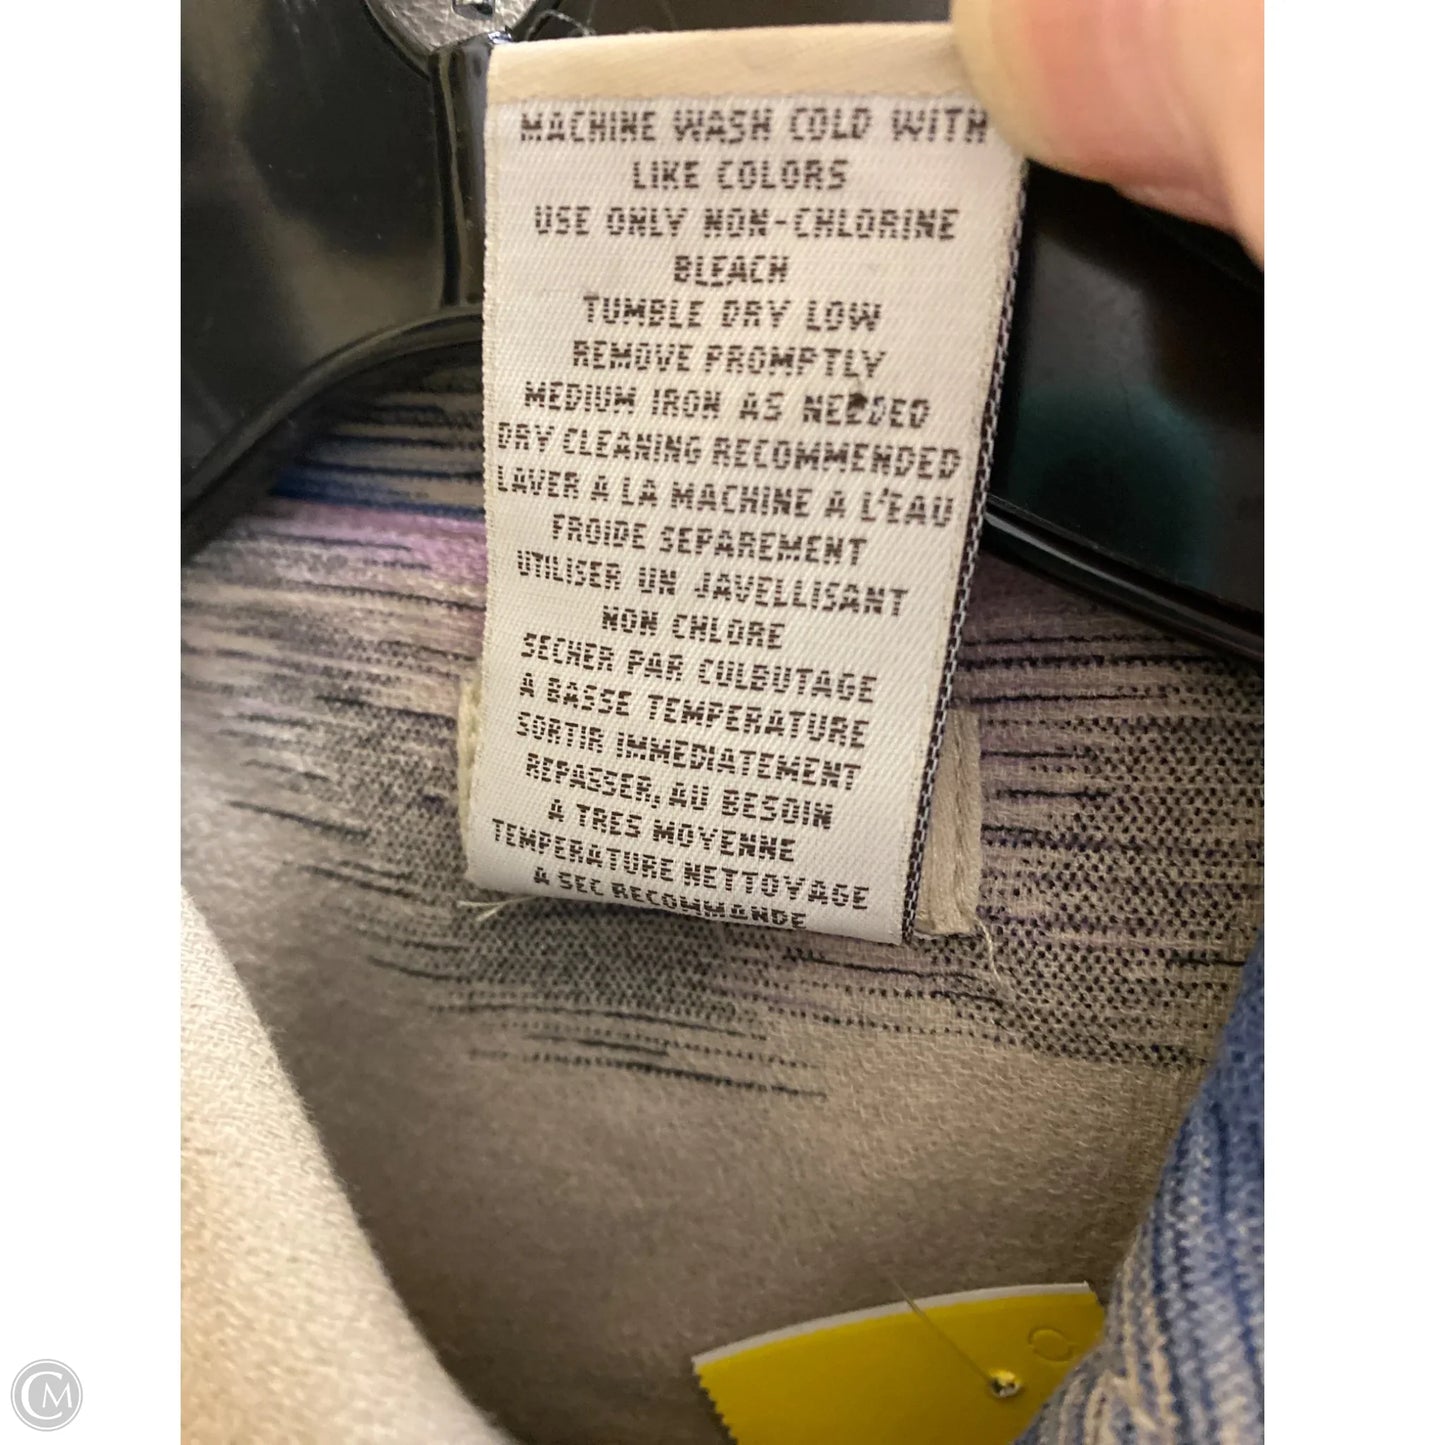 MACHINE WASH COLD WITH
LIKE COLORS
USE ONLY NON-CHLORINE
BLEACH
TUMBLE DRY LOW
REMOVE PROMPTLY
MEDIUM IRON AS NEEDED
DRY CLEANING RECOMMENDED
LAVER A LA MACHINE A L'EAU
FROIDE SEPAREMENT
UTILISER UN JAVELLISANT
NON CHLORE
SECHER PAR CULBUTAGE
A BASSE TEMPERATURE
SORTIR IMMEDIATEMENT
REPASSER, AU BESOIN
A TRES MOYENNE
TEMPERATURE NETTOYAGE
A SEC RECOMMANDE
CM